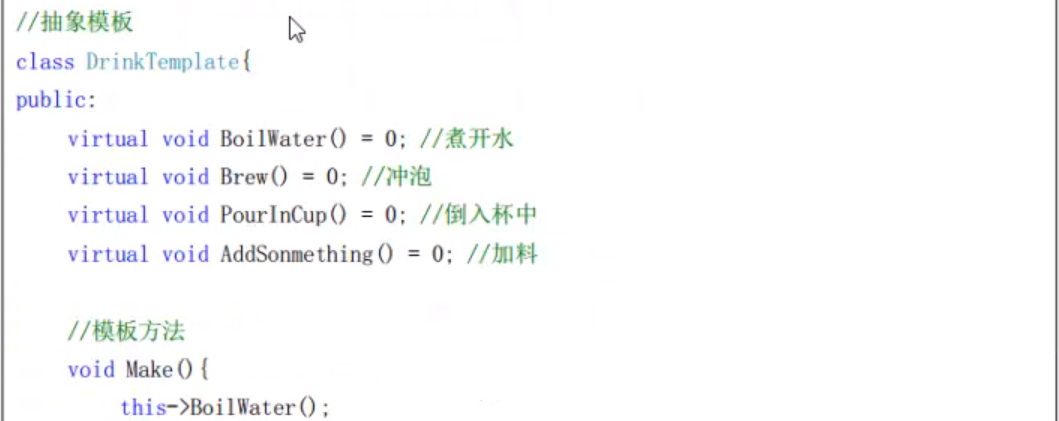 //抽象模板
class DrinkTemplate{
public:
virtual void BoilWater() = 0; //煮开水
virtual void Brew() = 0; //冲泡
virtual void PourInCup() = 0; //倒入杯中
virtual void AddSonmething() = 0; //加料
//模板方法
void Make(){
this->BoilWater();